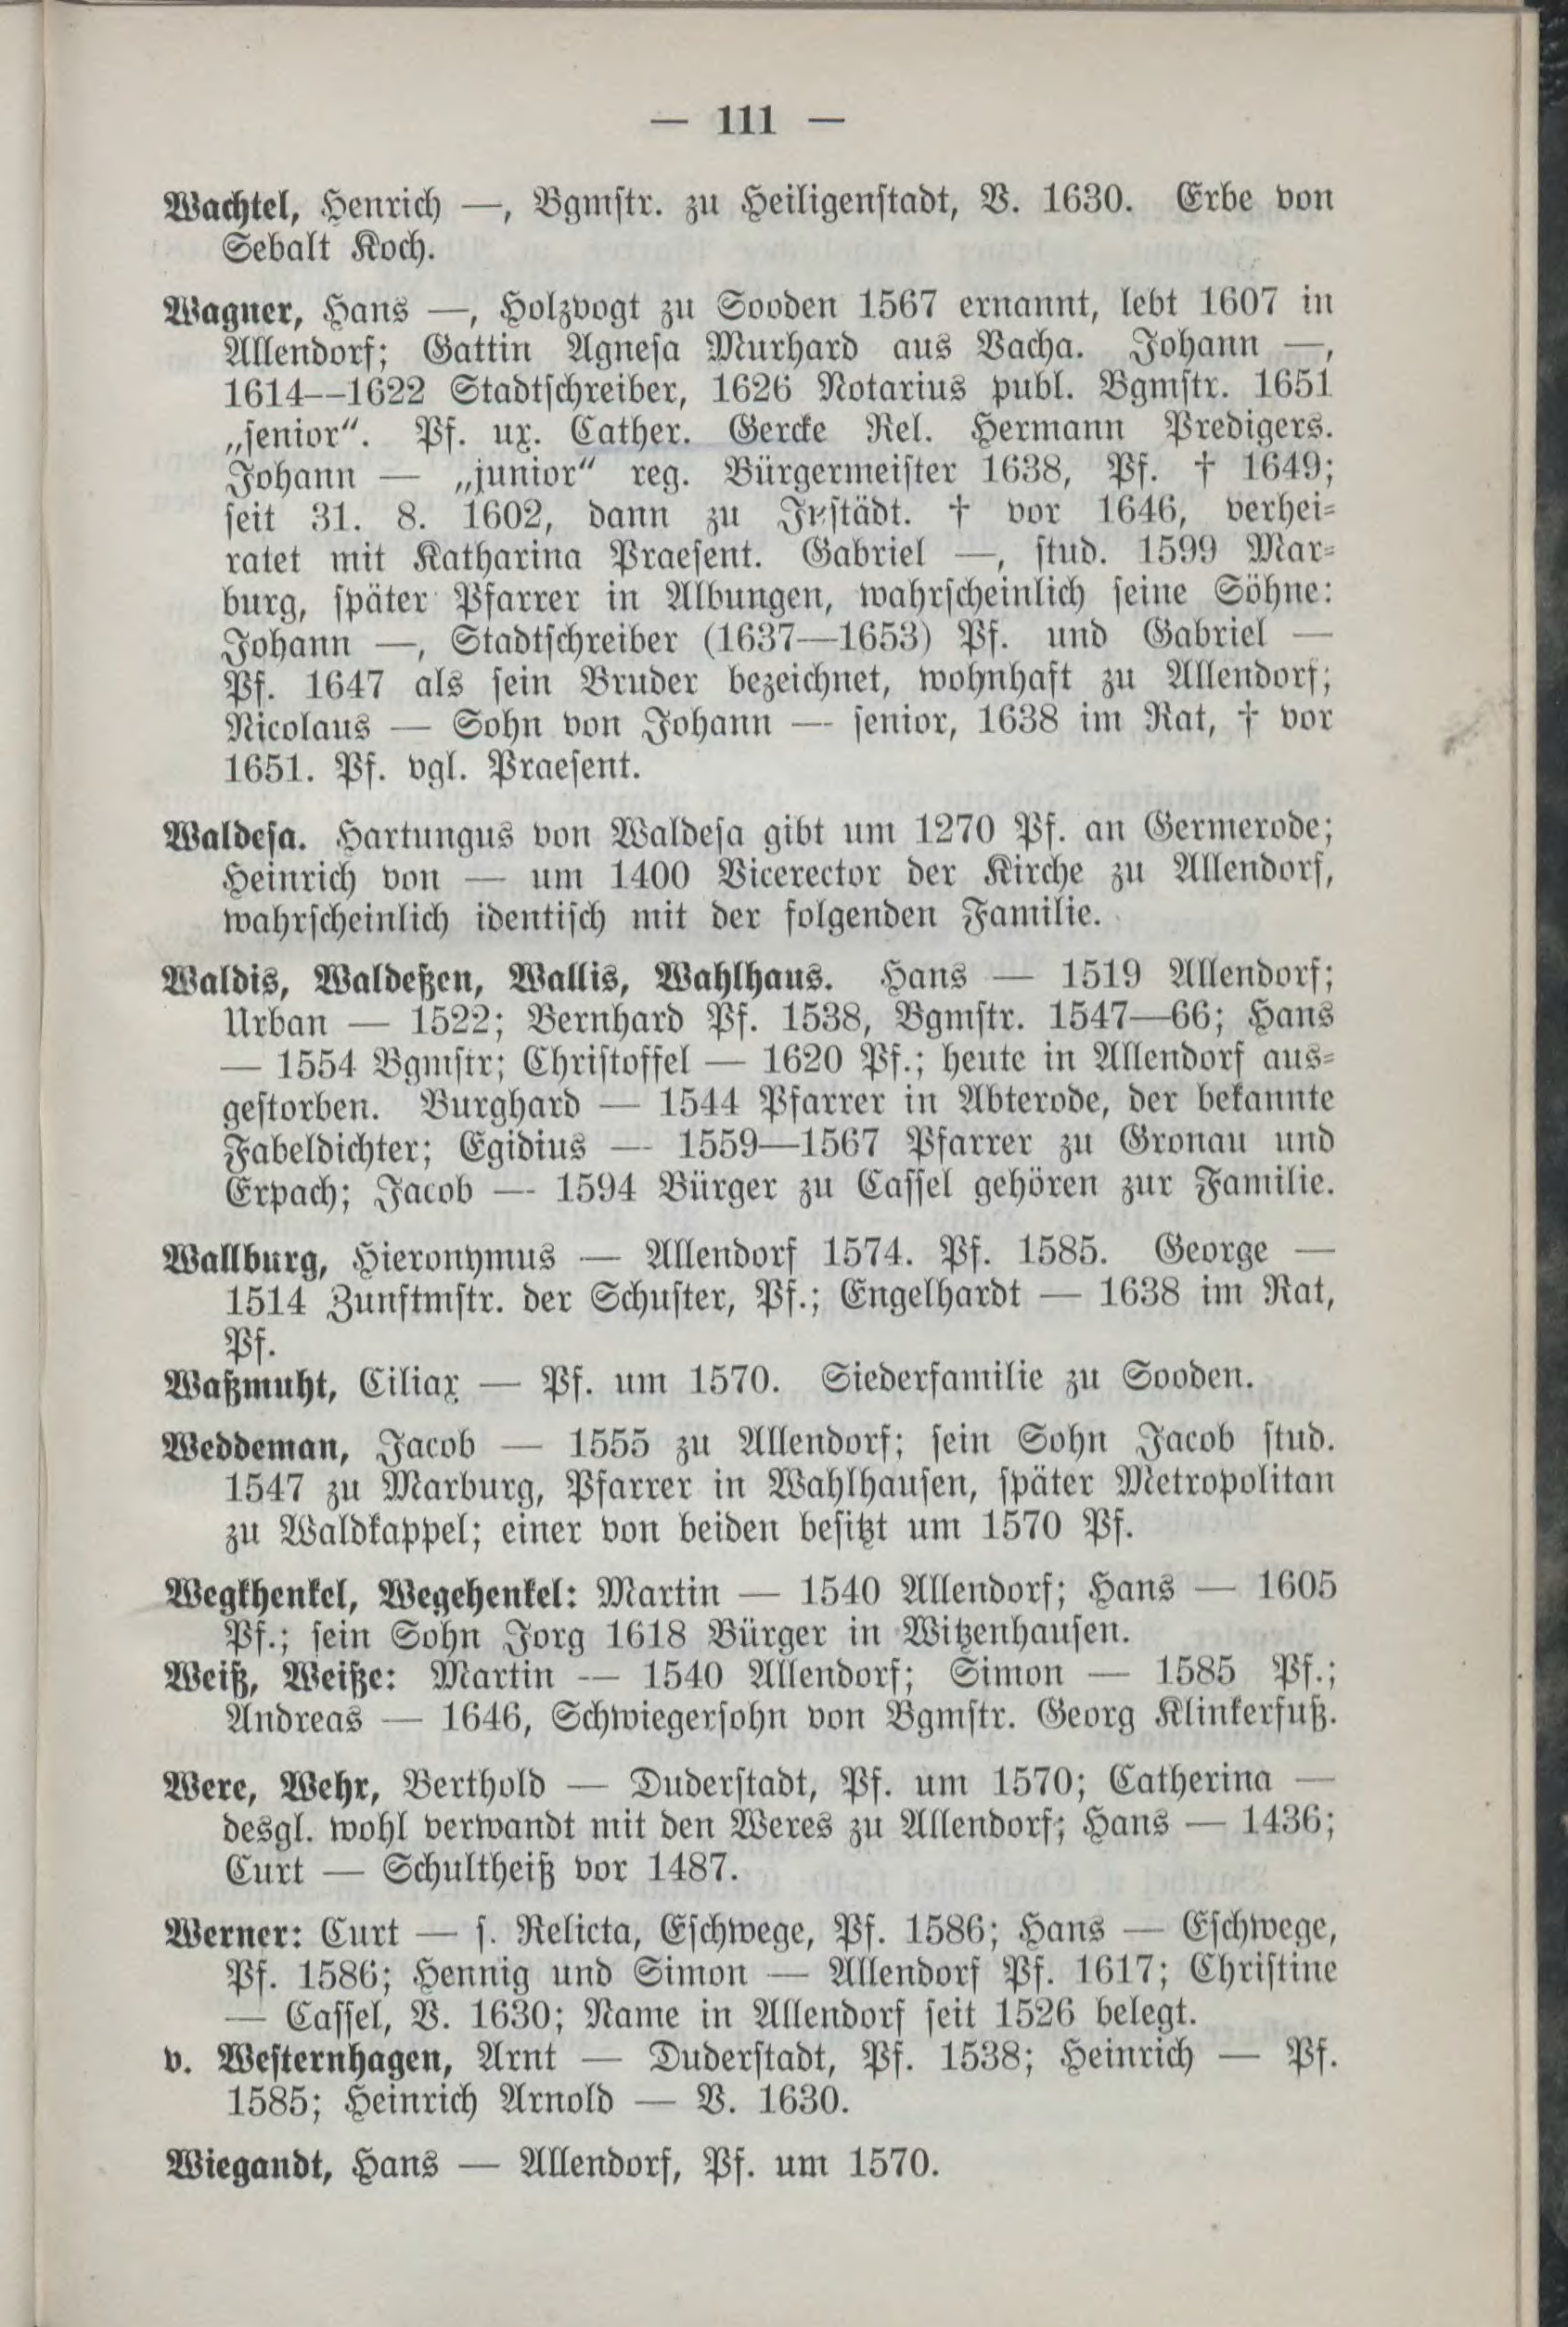 — 111 —
Wachtel, Henrich —, Bgmstr. zu Heiligenstadt, V. 1630. Erbe von
Sebalt Koch.
Wagner, Hans —, Holzvogt zu Sooden 1567 ernannt, lebt 1607 in
Allendorf; Gattin Agnesa Murhard aus Vacha. Johann —,
1614—1622 Stadtschreiber, 1626 Notarius publ. Bgmstr. 1651
„senior“. Pf. ux. Cather. Gercke Rel. Hermann Predigers.
Johann — „junior“ reg. Bürgermeister 1638, Pf. † 1649;
seit 31. 8. 1602, dann zu † vor 1646, verhei-
ratet mit Katharina Praesent. Gabriel —, stud. 1599 Mar-
burg, später Pfarrer in Albungen, wahrscheinlich seine Söhne:
Johann —, Stadtschreiber (1637—1653) Pf. und Gabriel —
Pf. 1647 als sein Bruder bezeichnet, wohnhaft zu Allendorf;
Nicolaus — Sohn von Johann — senior, 1638 im Rat, † vor
1651. Pf. vgl. Praesent.
Waldesa. Hartungus von Waldesa gibt um 1270 Pf. an Germerode;
Heinrich von — um 1400 Vicerector der Kirche zu Allendorf,
wahrscheinlich identisch mit der folgenden Familie.
Waldis, Waldeßen, Wallis, Wahlhaus. Hans — 1519 Allendorf;
Urban — 1522; Bernhard Pf. 1538, Bgmstr. 1547—66; Hans
— 1554 Bgmstr; Christoffel — 1620 Pf.; heute in Allendorf aus-
gestorben. Burghard — 1544 Pfarrer in Abterode, der bekannte
Fabeldichter; Egidius — 1559—1567 Pfarrer zu Gronau und
Erpach; Jacob — 1594 Bürger zu Cassel gehören zur Familie.
Wallburg, Hieronymus — Allendorf 1574. Pf. 1585. George —
1514 Zunftmstr. der Schuster, Pf.; Engelhardt — 1638 im Rat,
Pf.
Waßmuht, Ciliax — Pf. um 1570. Siederfamilie zu Sooden.
Weddeman, Jacob — 1555 zu Allendorf; sein Sohn Jacob stud.
1547 zu Marburg, Pfarrer in Wahlhausen, später Metropolitan
zu Waldkappel; einer von beiden besitzt um 1570 Pf.
Wegkhenkel, Wegehenkel: Martin — 1540 Allendorf; Hans — 1605
Pf.; sein Sohn Jorg 1618 Bürger in Witzenhausen.
Weiß, Weiße: Martin — 1540 Allendorf; Simon — 1585 Pf.;
Andreas — 1646, Schwiegersohn von Bgmstr. Georg Klinkerfuß.
Were, Wehr, Berthold — Duderstadt, Pf. um 1570; Catherina —
desgl. wohl verwandt mit den Weres zu Allendorf; Hans — 1436;
Curt — Schultheiß vor 1487.
Werner: Curt — s. Relicta, Eschwege, Pf. 1586; Hans — Eschwege,
Pf. 1586; Hennig und Simon — Allendorf Pf. 1617; Christine
— Cassel, V. 1630; Name in Allendorf seit 1526 belegt.
v. Westernhagen, Arnt — Duderstadt, Pf. 1538; Heinrich — Pf.
1585; Heinrich Arnold — V. 1630.
Wiegandt, Hans — Allendorf, Pf. um 1570.